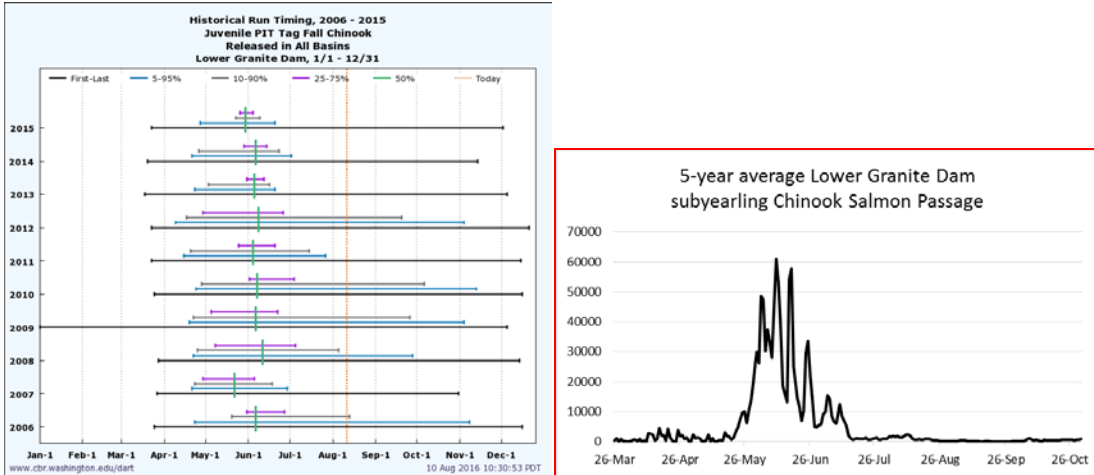 Historical Run Timing, 2006 - 2015
Juvenile PIT Tag Fall Chinook
Released in All Basins
Lower Granite Dam, 1/1 - 12/31
First-Last 5-95% 10-90% 25-75% 50% Today
2015
2014
2013
2012
2011
2010
2009
2008
2007
2006
Jan-1 Feb-1 Mar-1 Apr-1 May-1 Jun-1 Jul-1 Aug-1 Sep-1 Oct-1 Nov-1 Dec-1
www.cbr.washington.edu/dart 10 Aug 2016 10:30:53 PDT
5-year average Lower Granite Dam
subyearling Chinook Salmon Passage
70000
60000
50000
40000
30000
20000
10000
0
26-Mar 26-Apr 26-May 26-Jun 26-Jul 26-Aug 26-Sep 26-Oct